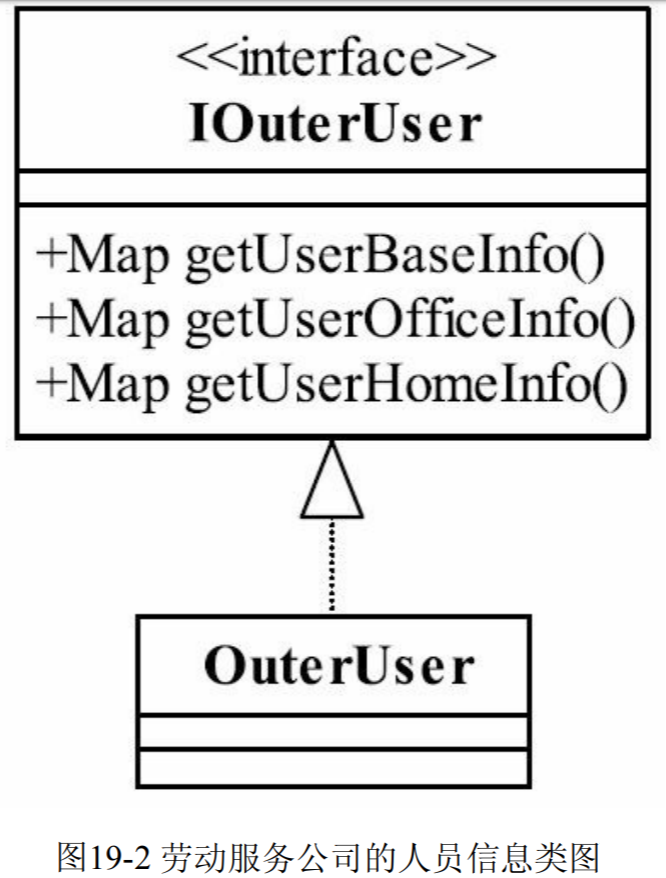 <<interface>>
IOuterUser
+Map getUserBaseInfo()
+Map getUserOfficeInfo()
+Map getUserHomeInfo()
OuterUser
图19-2 劳动服务公司的人员信息类图